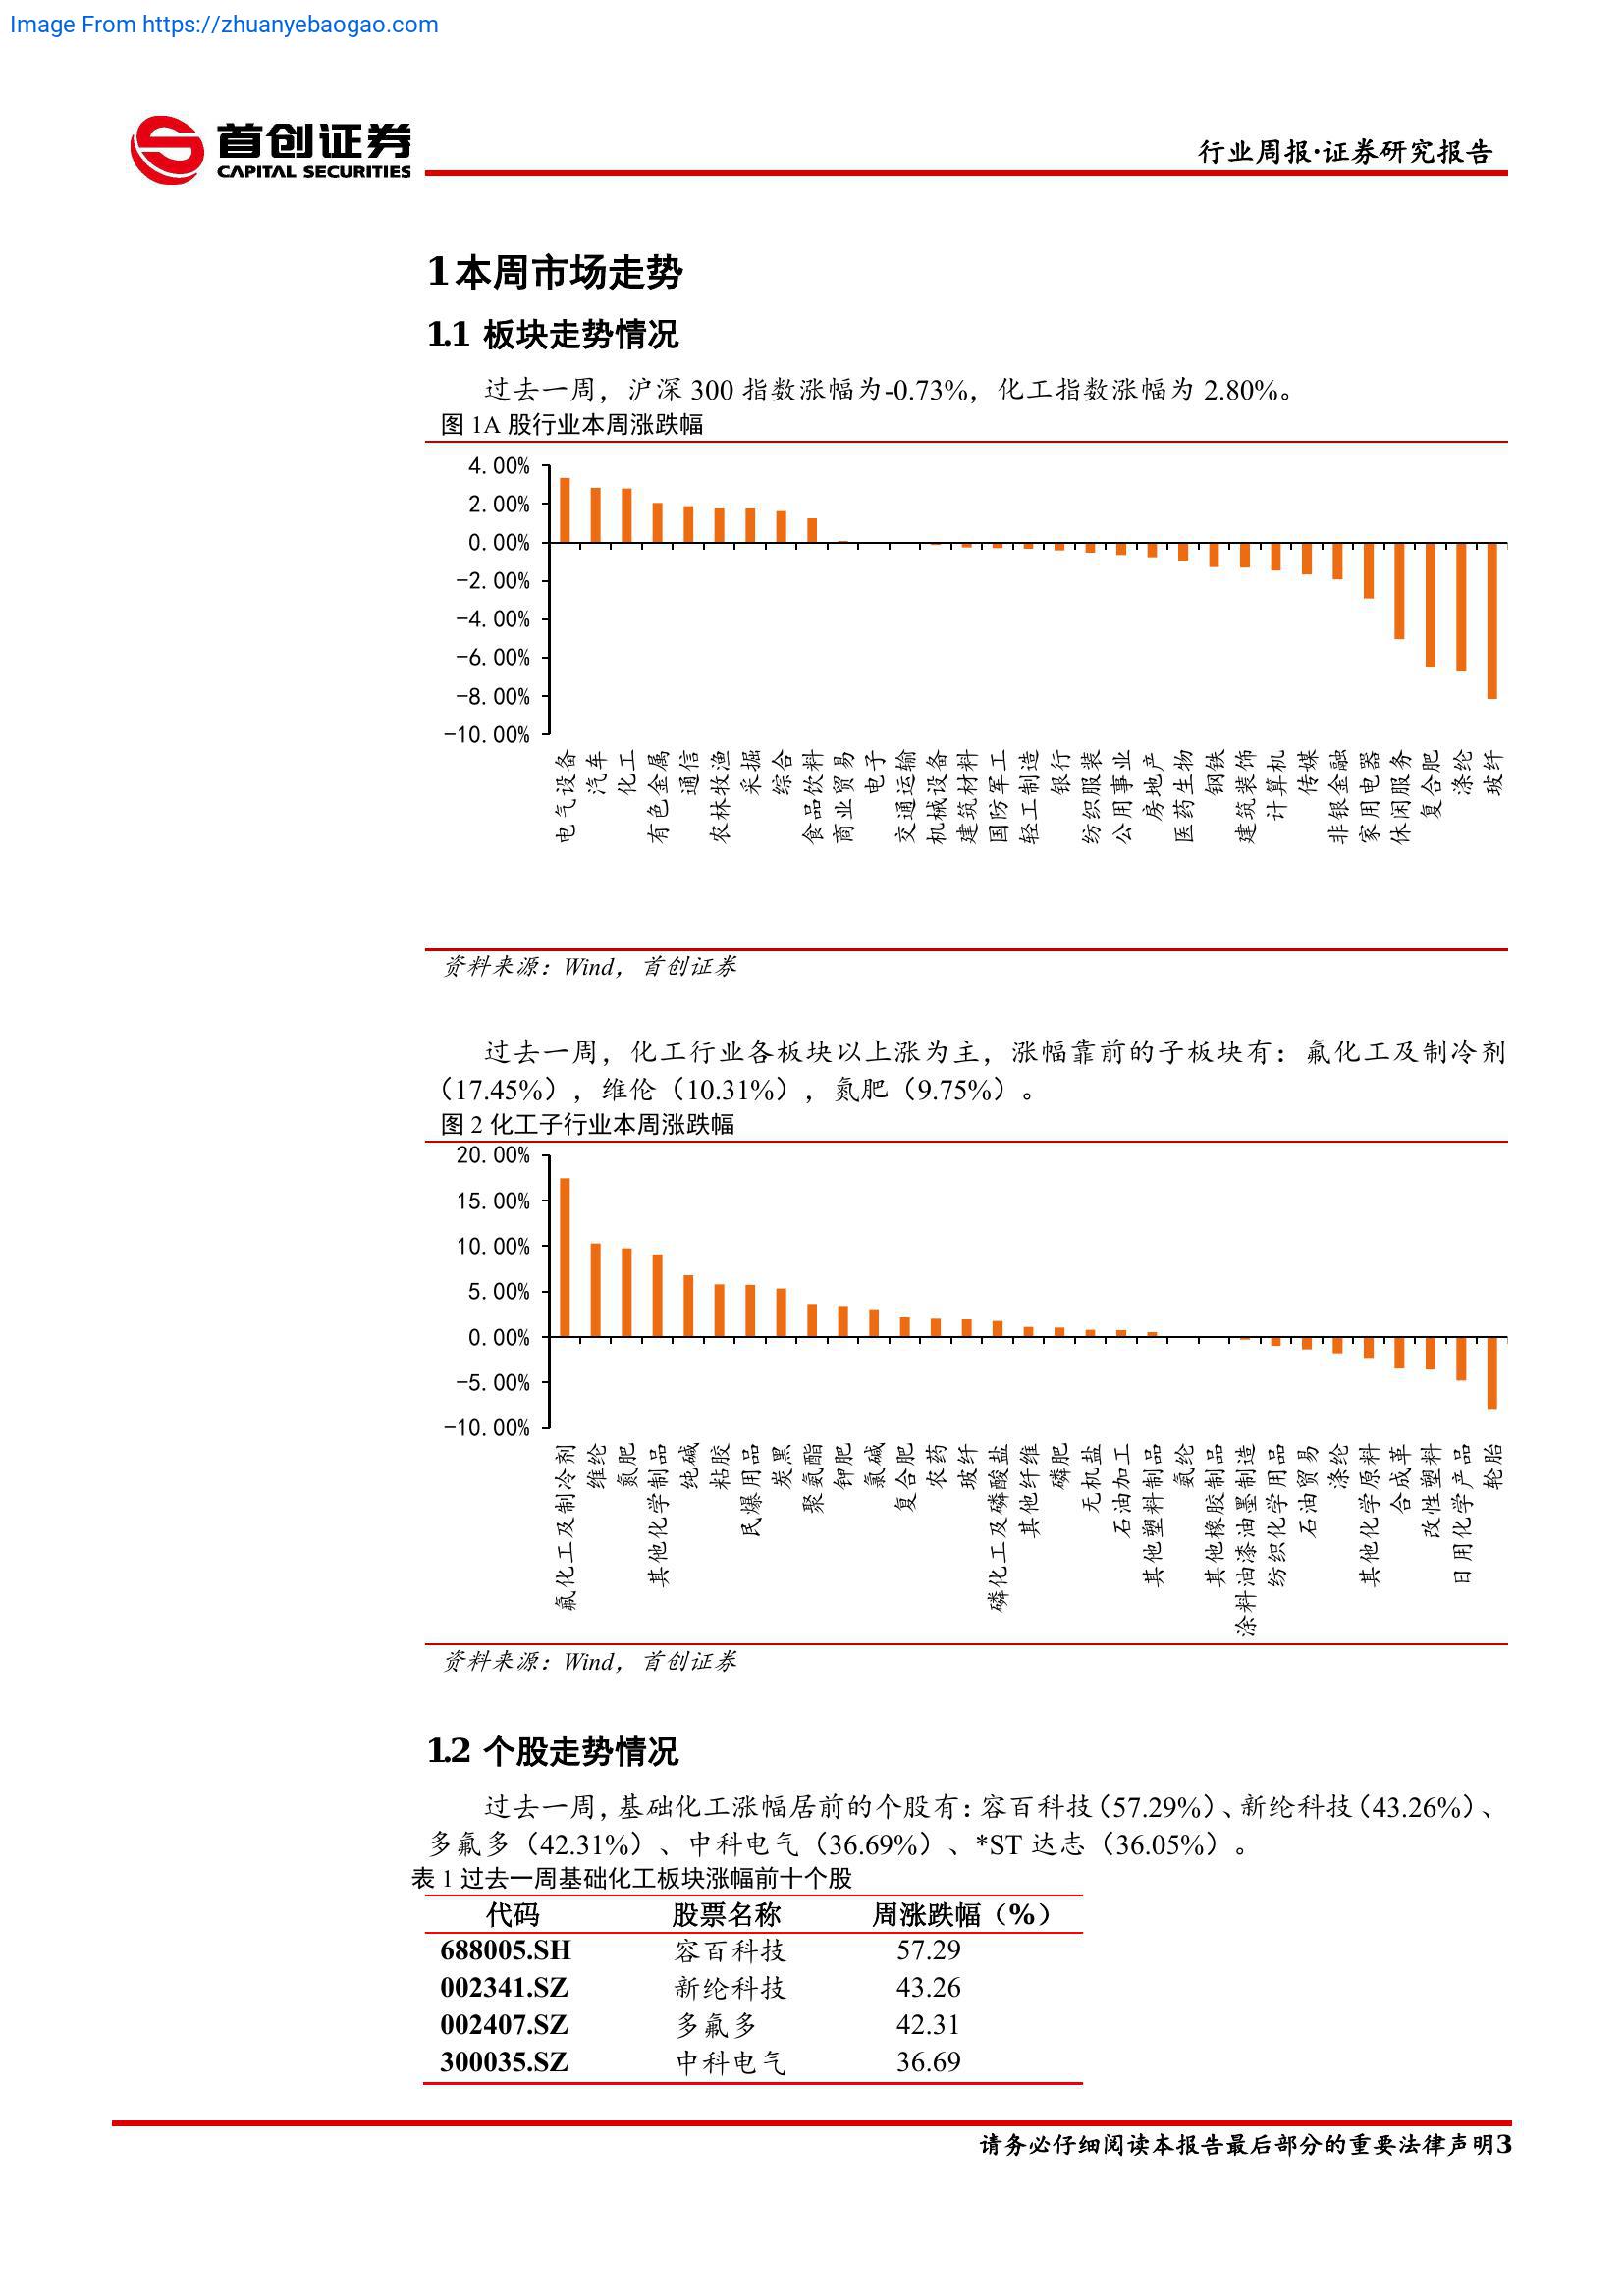 Image From https://zhuanyebaogao.com
首创证券
CAPITAL SECURITIES
行业周报·证券研究报告
1本周市场走势
1.1 板块走势情况
过去一周，沪深 300 指数涨幅为-0.73%，化工指数涨幅为 2.80%。
图 1A 股行业本周涨跌幅
4.00%
2.00%
0.00%
-2.00%
-4.00%
-6.00%
-8.00%
-10.00%
电气设备
汽车
化工
有色金属
通信
农林牧渔
采掘
综合
食品饮料
商业贸易
电子
交通运输
机械设备
建筑材料
国防军工
轻工制造
银行
纺织服装
公用事业
房地产
医药生物
钢铁
建筑装饰
计算机
传媒
非银金融
家用电器
休闲服务
复合肥
涤纶
玻纤
资料来源：Wind，首创证券
过去一周，化工行业各板块以上涨为主，涨幅靠前的子板块有：氟化工及制冷剂
（17.45%），维伦（10.31%），氮肥（9.75%）。
图 2 化工子行业本周涨跌幅
20.00%
15.00%
10.00%
5.00%
0.00%
-5.00%
-10.00%
氟化工及制冷剂
维纶
氮肥
其他化学制品
纯碱
粘胶
民爆用品
炭黑
聚氨酯
钾肥
氯碱
复合肥
农药
玻纤
磷化工及磷酸盐
其他纤维
磷肥
无机盐
石油加工
其他塑料制品
氨纶
其他橡胶制品
涂料油漆油墨制造
纺织化学用品
石油贸易
涤纶
其他化学原料
合成革
改性塑料
日用化学产品
轮胎
资料来源：Wind，首创证券
1.2 个股走势情况
过去一周，基础化工涨幅居前的个股有：容百科技（57.29%）、新纶科技（43.26%）、
多氟多（42.31%）、中科电气（36.69%）、*ST 达志（36.05%）。
表 1 过去一周基础化工板块涨幅前十个股
代码 股票名称 周涨跌幅（%）
688005.SH 容百科技 57.29
002341.SZ 新纶科技 43.26
002407.SZ 多氟多 42.31
300035.SZ 中科电气 36.69
请务必仔细阅读本报告最后部分的重要法律声明3